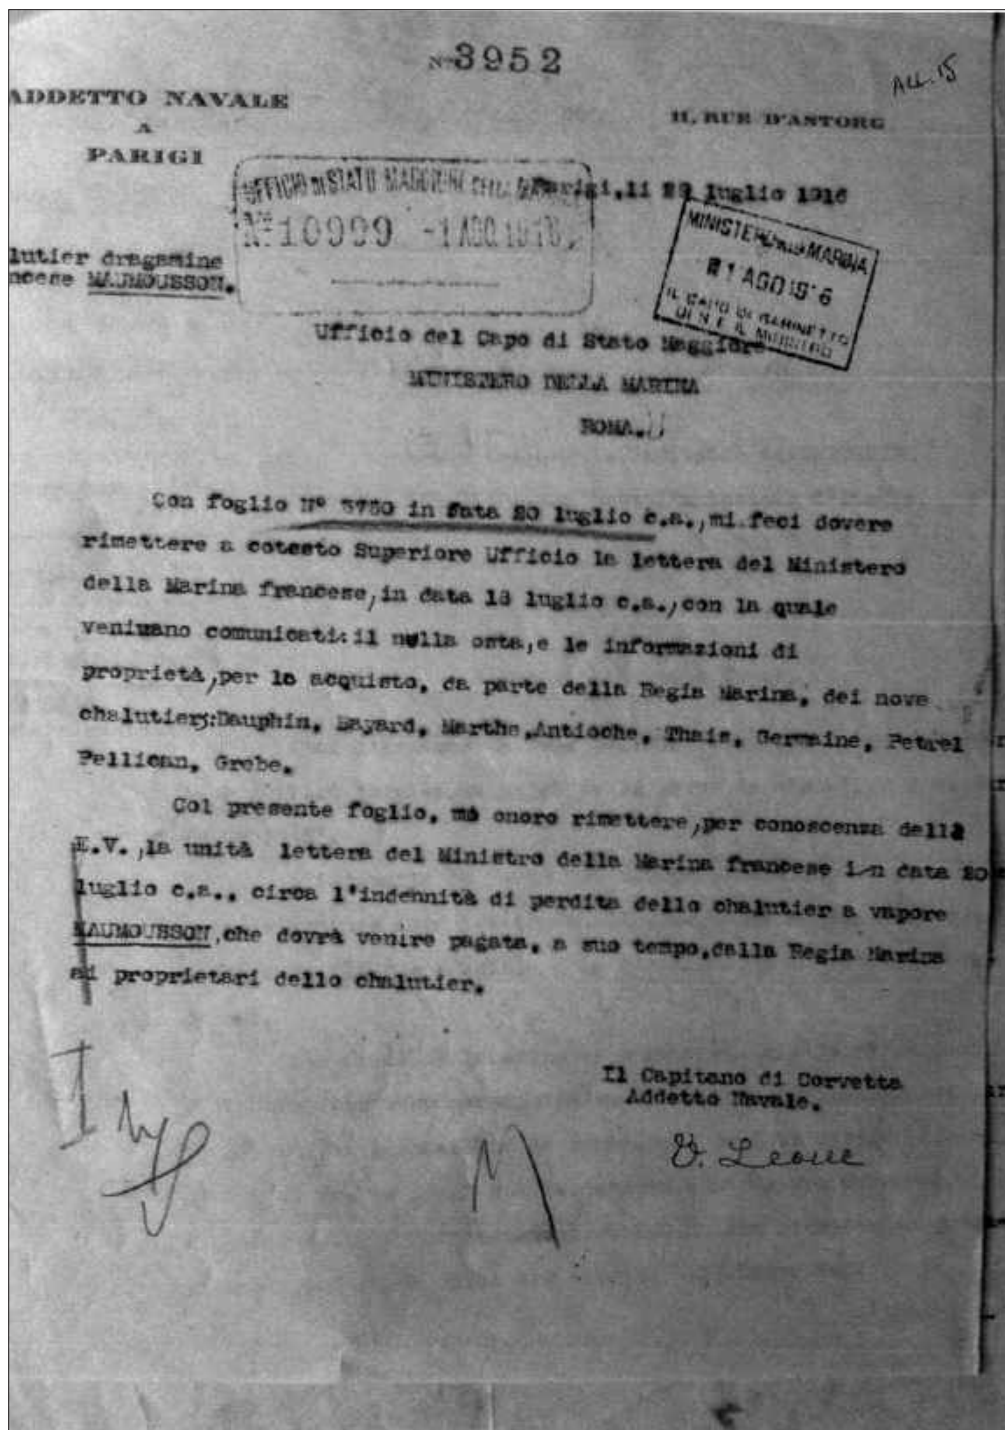 Nº 3952
ALL. 15
ADDETTO NAVALE
A
PARIGI
11, RUE D'ASTORG
UFFICIO DI STATO MAGGIORE DELLA MARINA
Nº 10999 -1 AGO.1916
Parigi, li 29 luglio 1916
MINISTERO DELLA MARINA
1 AGO 1916
IL CAPO DI GABINETTO
DI S. E. IL MINISTRO
lutier dragamine
ncese MAUMOUSSON.
Ufficio del Capo di Stato Maggiore
MINISTERO DELLA MARINA
ROMA.
Con foglio Nº 3750 in data 20 luglio c.a., mi feci dovere
rimettere a cotesto Superiore Ufficio la lettera del Ministero
della Marina francese, in data 18 luglio c.a., con la quale
venivano comunicati: il nulla osta, e le informazioni di
proprietà, per lo acquisto, da parte della Regia Marina, dei nove
chalutiers: Dauphin, Bayard, Marthe, Antioche, Thais, Germaine, Petrel
Pellican, Grebe.
Col presente foglio, mi onoro rimettere, per conoscenza della
E.V., la unità lettera del Ministro della Marina francese in data 20
luglio c.a., circa l'indennità di perdita dello chalutier a vapore
MAUMOUSSON, che dovrà venire pagata, a suo tempo, dalla Regia Marina
ai proprietari dello chalutier.
Il Capitano di Corvetta
Addetto Navale.
Leone